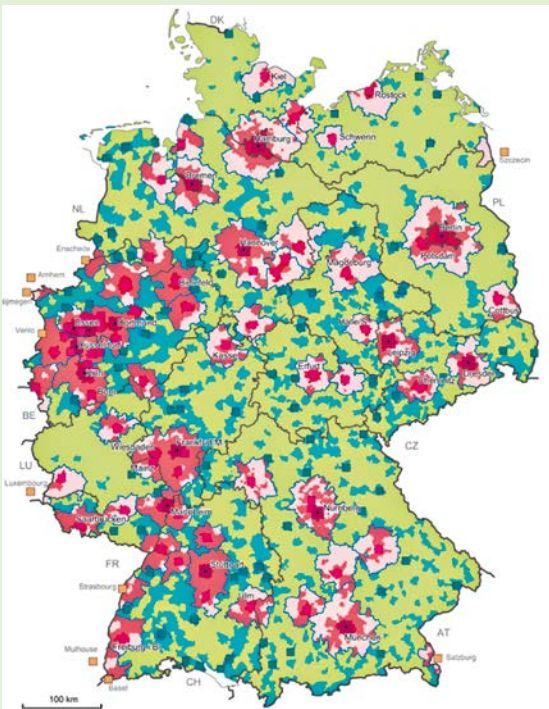 DK
Kiel
Rostock
Hamburg
Schwerin
Szczecin
Bremen
NL
PL
Berlin
Potsdam
Hannover
Enschede
Magdeburg
Arnhem
Bielefeld
Nijmegen
Cottbus
Venlo
Essen
Dortmund
Düsseldorf
Leipzig
Kassel
Erfurt
Dresden
Chemnitz
Köln
Bonn
BE
Wiesbaden
Frankfurt/M.
CZ
Mainz
LU
Luxembourg
Nürnberg
Mannheim
Saarbrücken
FR
Stuttgart
Strasbourg
Ulm
München
AT
Freiburg i.B.
Mulhouse
Salzburg
CH
Basel
100 km